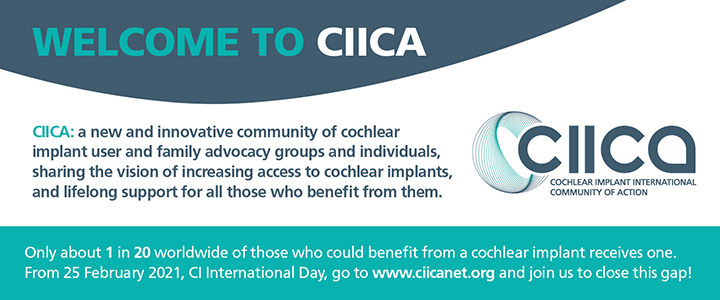 WELCOME TO CIICA
CIICA: a new and innovative community of cochlear
implant user and family advocacy groups and individuals,
sharing the vision of increasing access to cochlear implants,
and lifelong support for all those who benefit from them.
CIICA
COCHLEAR IMPLANT INTERNATIONAL
COMMUNITY OF ACTION
Only about 1 in 20 worldwide of those who could benefit from a cochlear implant receives one.
From 25 February 2021, CI International Day, go to www.ciicanet.org and join us to close this gap!